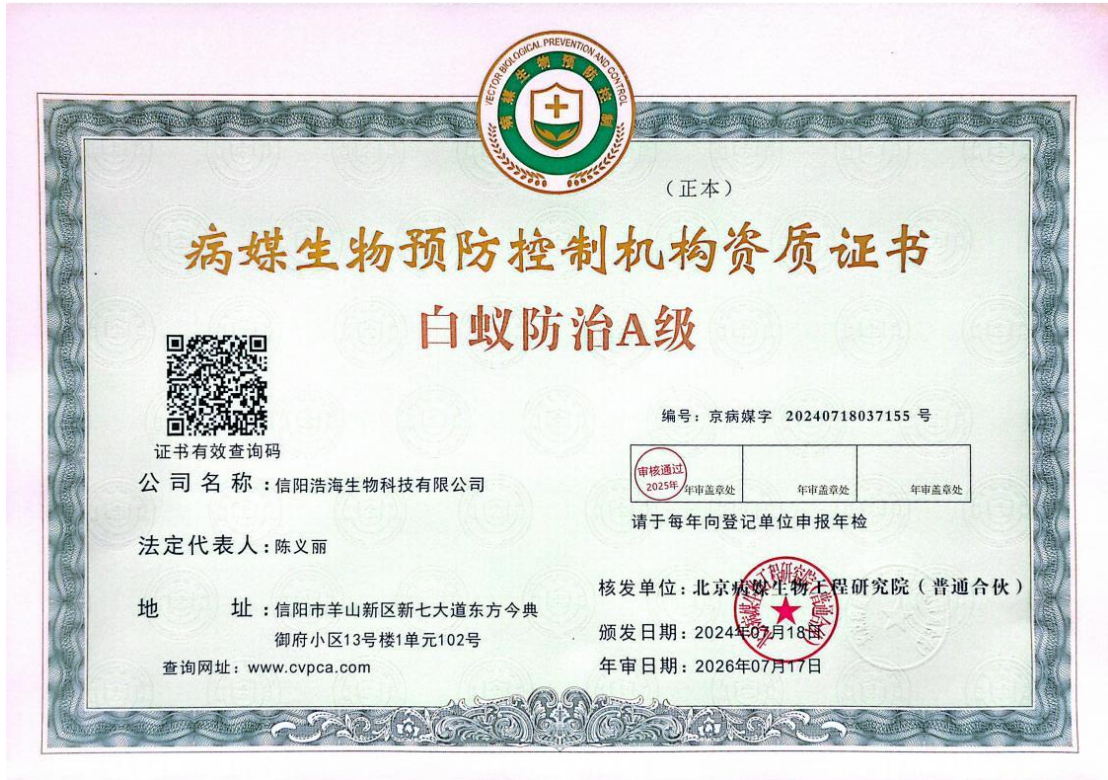 VECTOR BIOLOGICAL PREVENTION AND CONTROL
病媒生物预防控制
（正本）
病媒生物预防控制机构资质证书
白蚁防治A级
编号：京病媒字 20240718037155 号
证书有效查询码
审核通过
2025年
年审盖章处 年审盖章处 年审盖章处
请于每年向登记单位申报年检
公司名称：信阳浩海生物科技有限公司
法定代表人：陈义丽
地 址：信阳市羊山新区新七大道东方今典
御府小区13号楼1单元102号
查询网址：www.cvpca.com
核发单位：北京病媒生物工程研究院（普通合伙）
颁发日期：2024年07月18日
年审日期：2026年07月17日